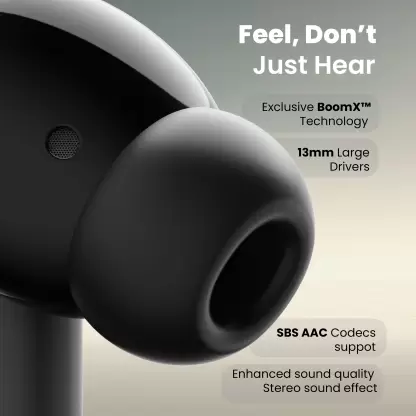 Feel, Don't
Just Hear
Exclusive BoomX™
Technology
13mm Large
Drivers
SBS AAC Codecs
suppot
Enhanced sound quality
Stereo sound effect